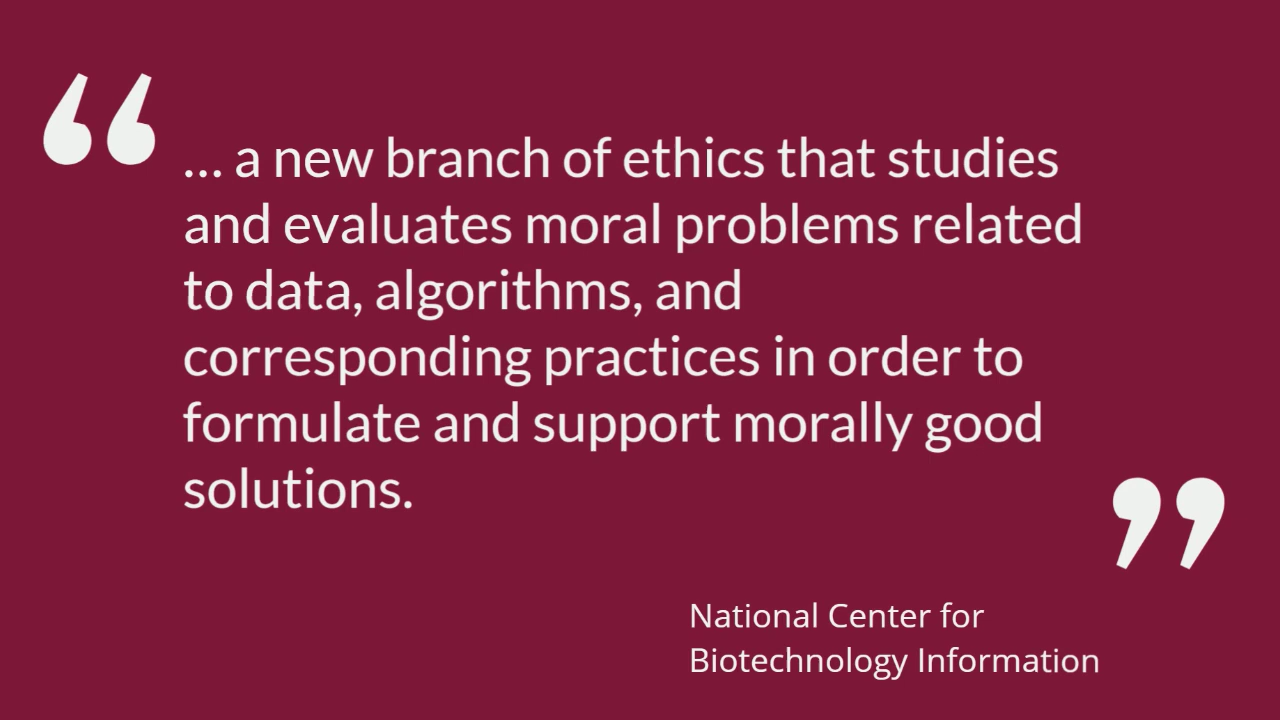 “
... a new branch of ethics that studies
and evaluates moral problems related
to data, algorithms, and
corresponding practices in order to
formulate and support morally good
solutions.
”
National Center for
Biotechnology Information